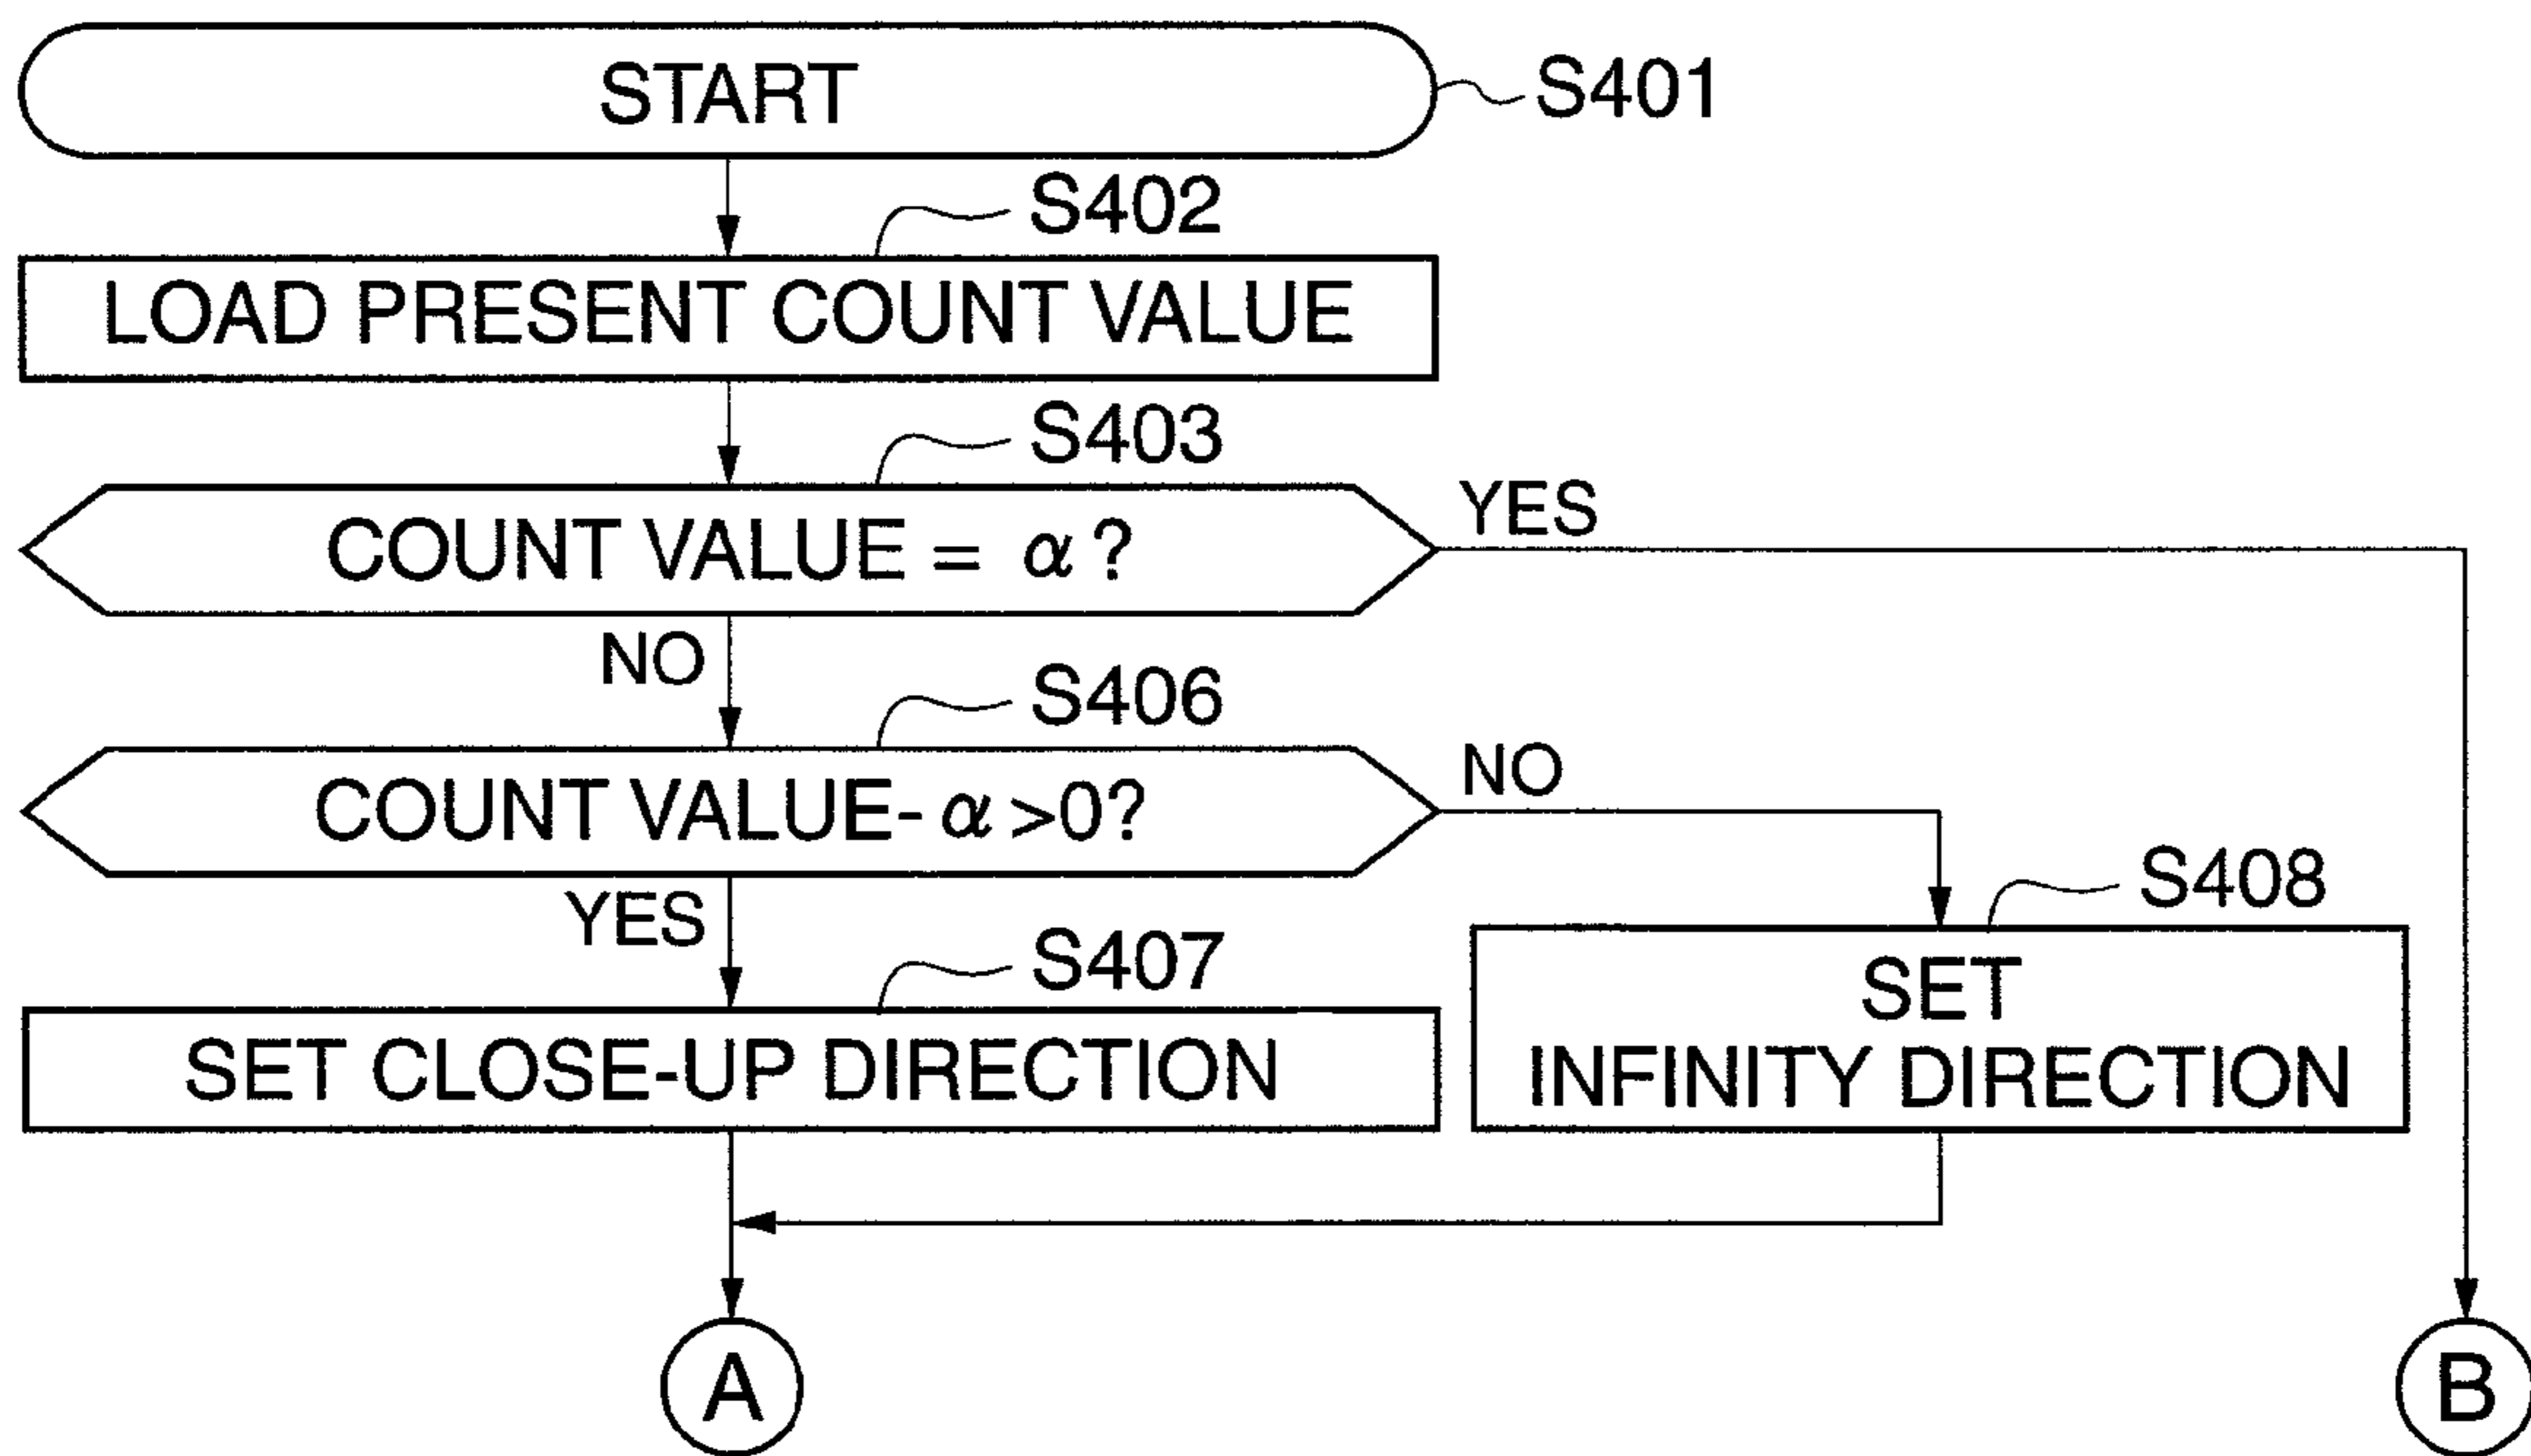 START
S401
S402
LOAD PRESENT COUNT VALUE
S403
COUNT VALUE = α ?
YES
NO
S406
COUNT VALUE- α >0?
NO
YES
S408
S407
SET CLOSE-UP DIRECTION
SET
INFINITY DIRECTION
A
B